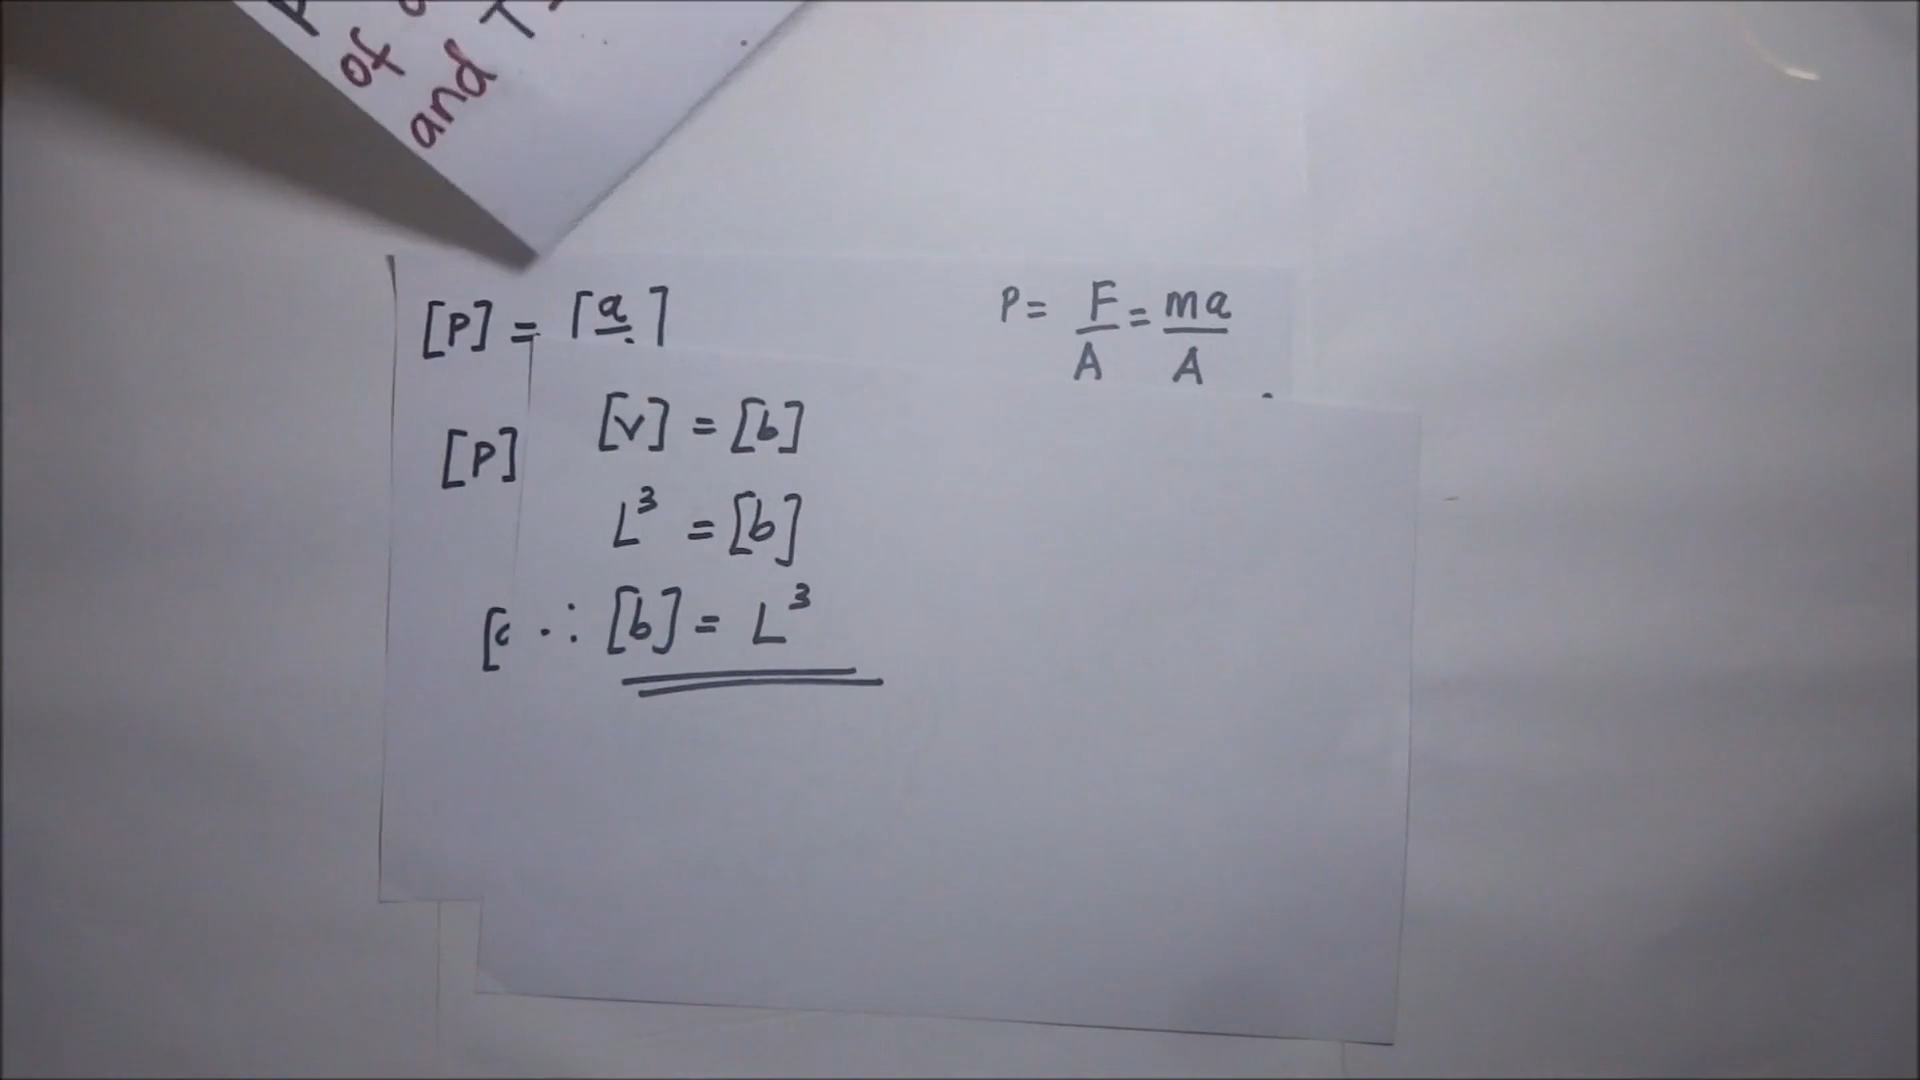 of
and T
[P] = [a
P = F/A = ma/A
[v] = [b]
[P]
L³ = [b]
[c
∴ [b] = L³